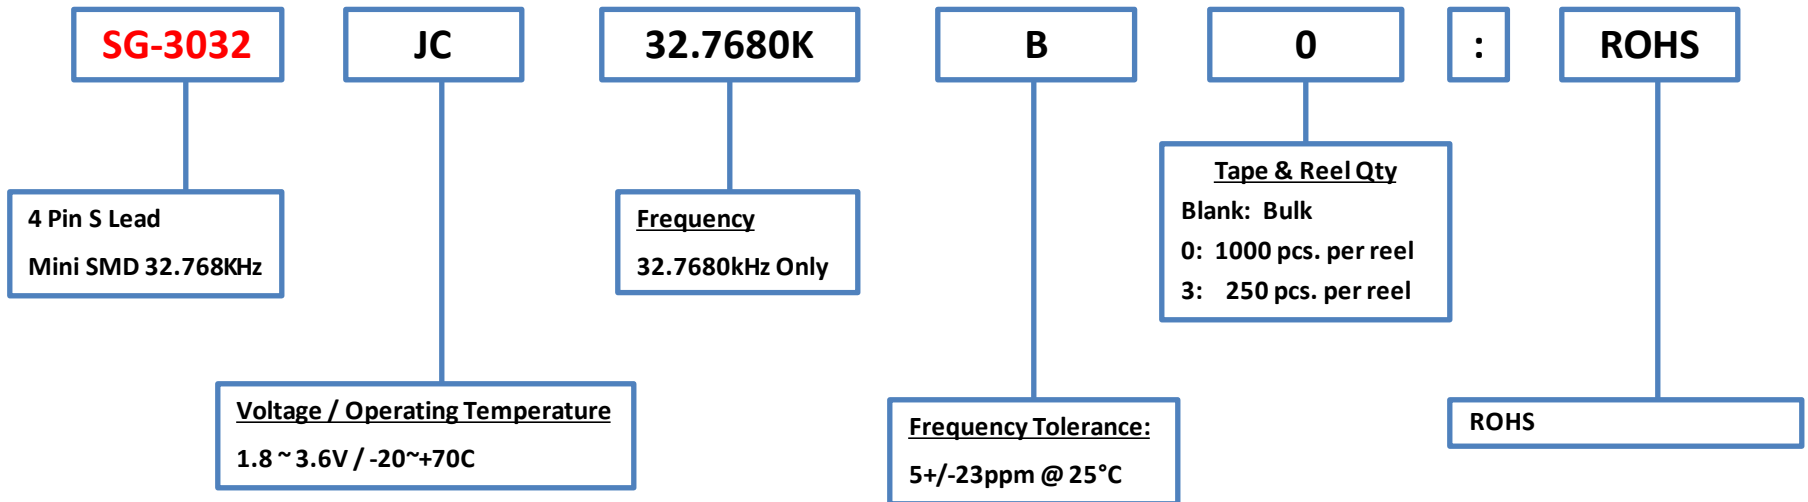 SG-3032 JC 32.7680K B 0 : ROHS
4 Pin S Lead
Mini SMD 32.768KHz
Frequency
32.7680kHz Only
Tape & Reel Qty
Blank: Bulk
0: 1000 pcs. per reel
3: 250 pcs. per reel
Voltage / Operating Temperature
1.8 ~ 3.6V / -20~+70C
Frequency Tolerance:
5+/-23ppm @ 25°C
ROHS